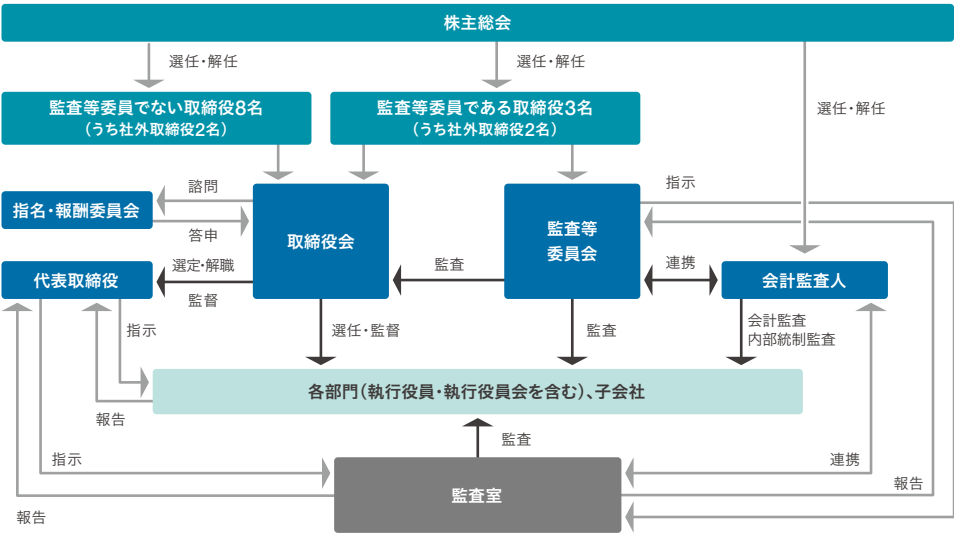 株主総会
選任・解任
選任・解任
選任・解任
監査等委員でない取締役8名
（うち社外取締役2名）
監査等委員である取締役3名
（うち社外取締役2名）
指名・報酬委員会
諮問
答申
取締役会
監査等
委員会
指示
代表取締役
選定・解職
監督
監査
連携
会計監査人
指示
選任・監督
監査
会計監査
内部統制監査
各部門（執行役員・執行役員会を含む）、子会社
報告
監査
指示
連携
報告
監査室
報告